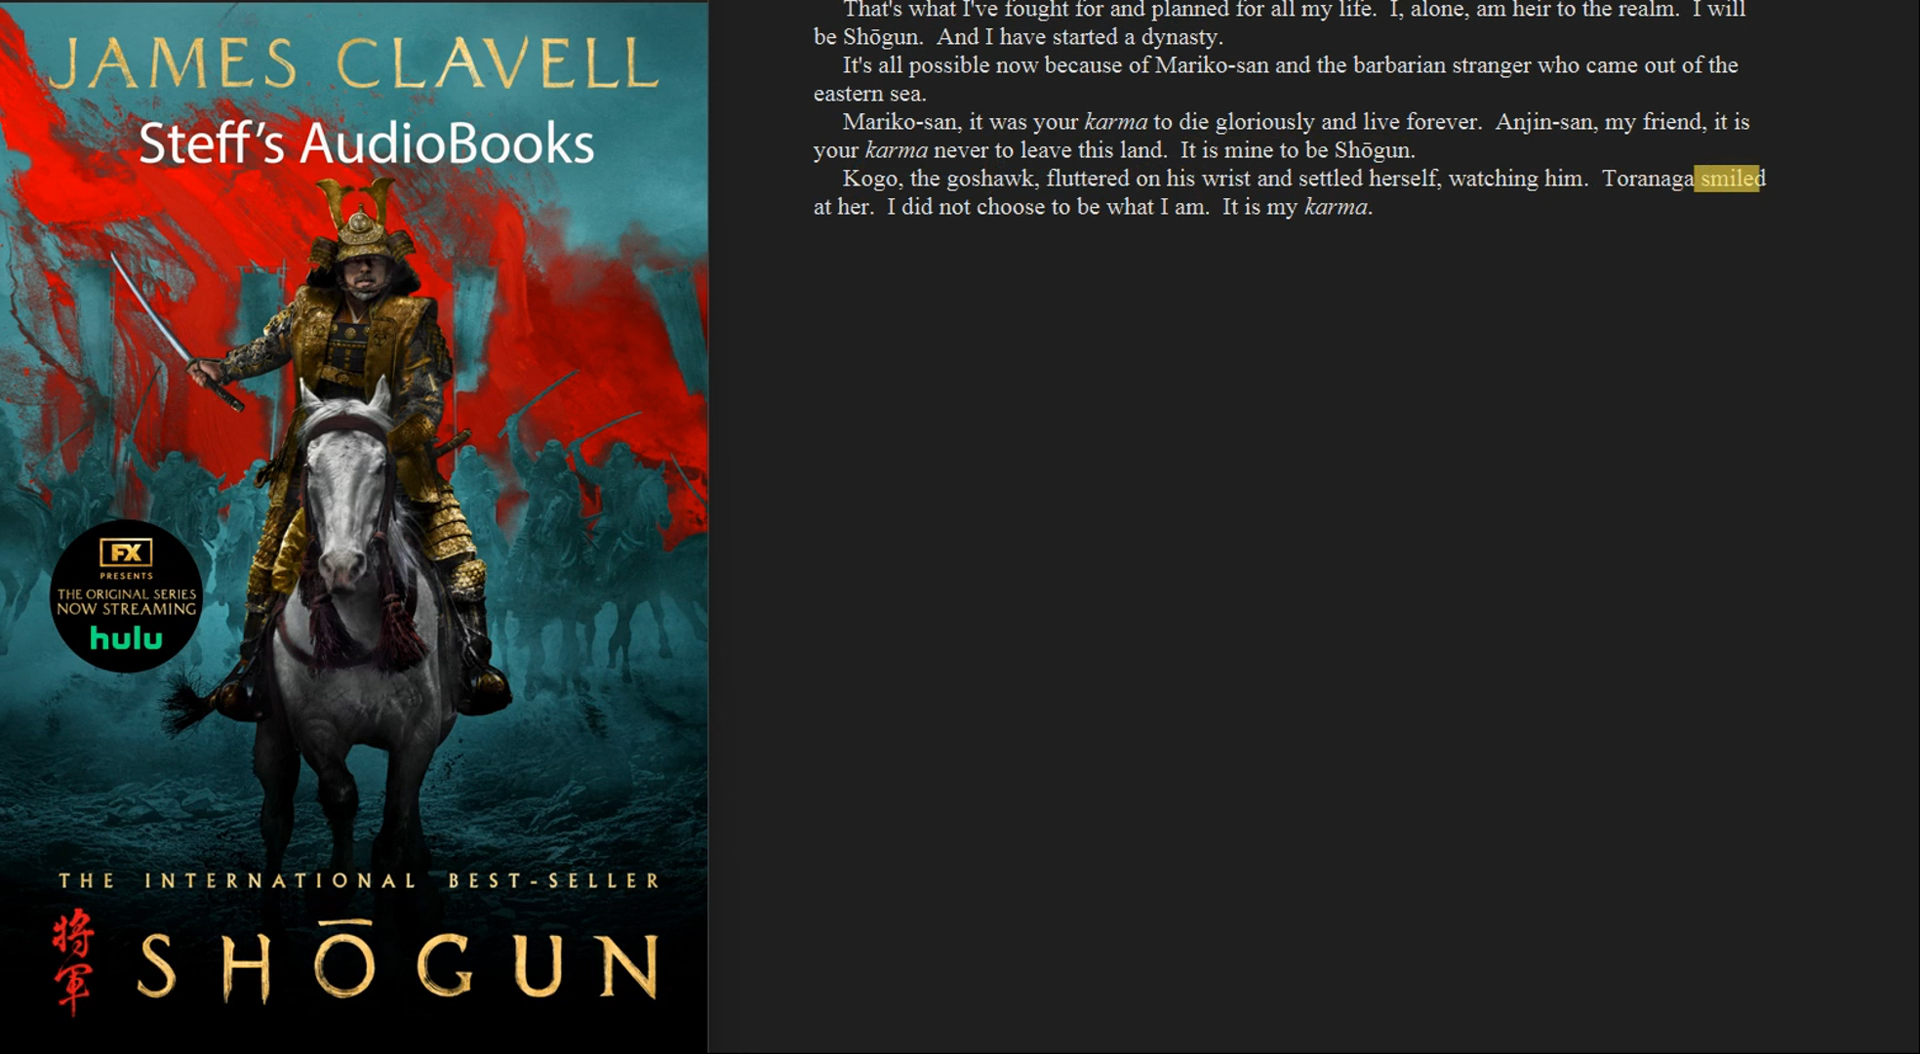 JAMES CLAVELL
Steff's AudioBooks
FX
PRESENTS
THE ORIGINAL SERIES
NOW STREAMING
hulu
THE INTERNATIONAL BEST-SELLER
将軍
SHŌGUN
That's what I've fought for and planned for all my life. I, alone, am heir to the realm. I will
be Shōgun. And I have started a dynasty.
It's all possible now because of Mariko-san and the barbarian stranger who came out of the
eastern sea.
Mariko-san, it was your karma to die gloriously and live forever. Anjin-san, my friend, it is
your karma never to leave this land. It is mine to be Shōgun.
Kogo, the goshawk, fluttered on his wrist and settled herself, watching him. Toranaga smiled
at her. I did not choose to be what I am. It is my karma.